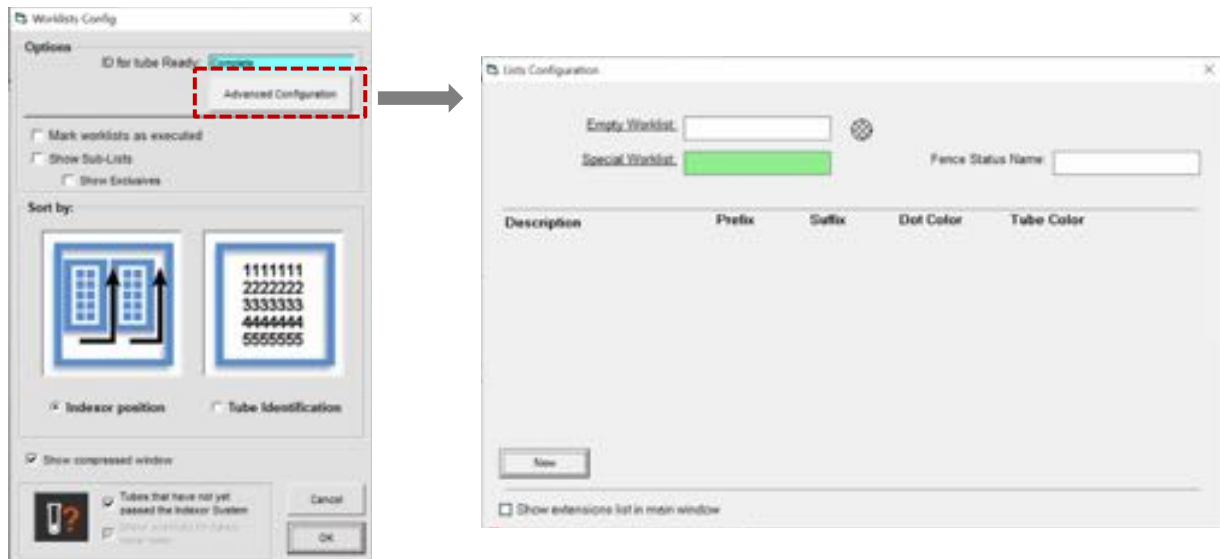 Worklists Config
Options
ID for tube Ready: Complete
Advanced Configuration
Mark worklists as executed
Show Sub-Lists
Show Exclusives
Sort by:
1111111
2222222
3333333
4444444
5555555
Indexor position
Tube Identification
Show compressed window
?
Tubes that have not yet
passed the Indexor System
Cancel
OK
Lists Configuration
Empty Worklist:
Special Worklist:
Fence Status Name:
Description Prefix Suffix Dot Color Tube Color
New
Show extensions list in main window